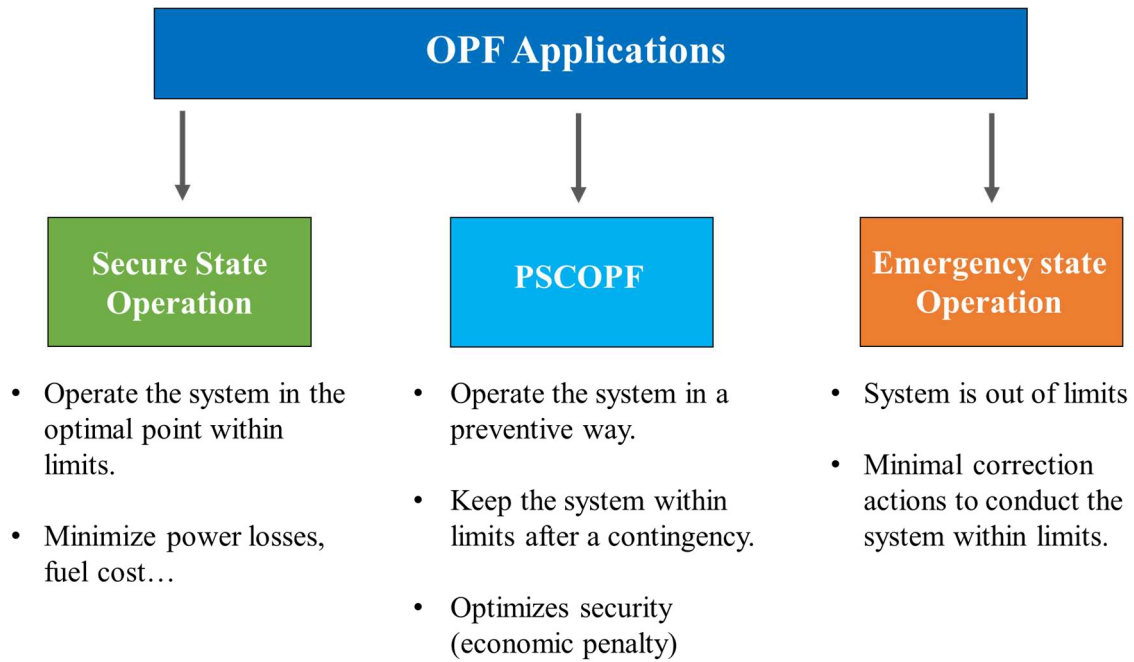 OPF Applications
Secure State
Operation
• Operate the system in the
optimal point within
limits.
• Minimize power losses,
fuel cost…
PSCOPF
• Operate the system in a
preventive way.
• Keep the system within
limits after a contingency.
• Optimizes security
(economic penalty)
Emergency state
Operation
• System is out of limits
• Minimal correction
actions to conduct the
system within limits.